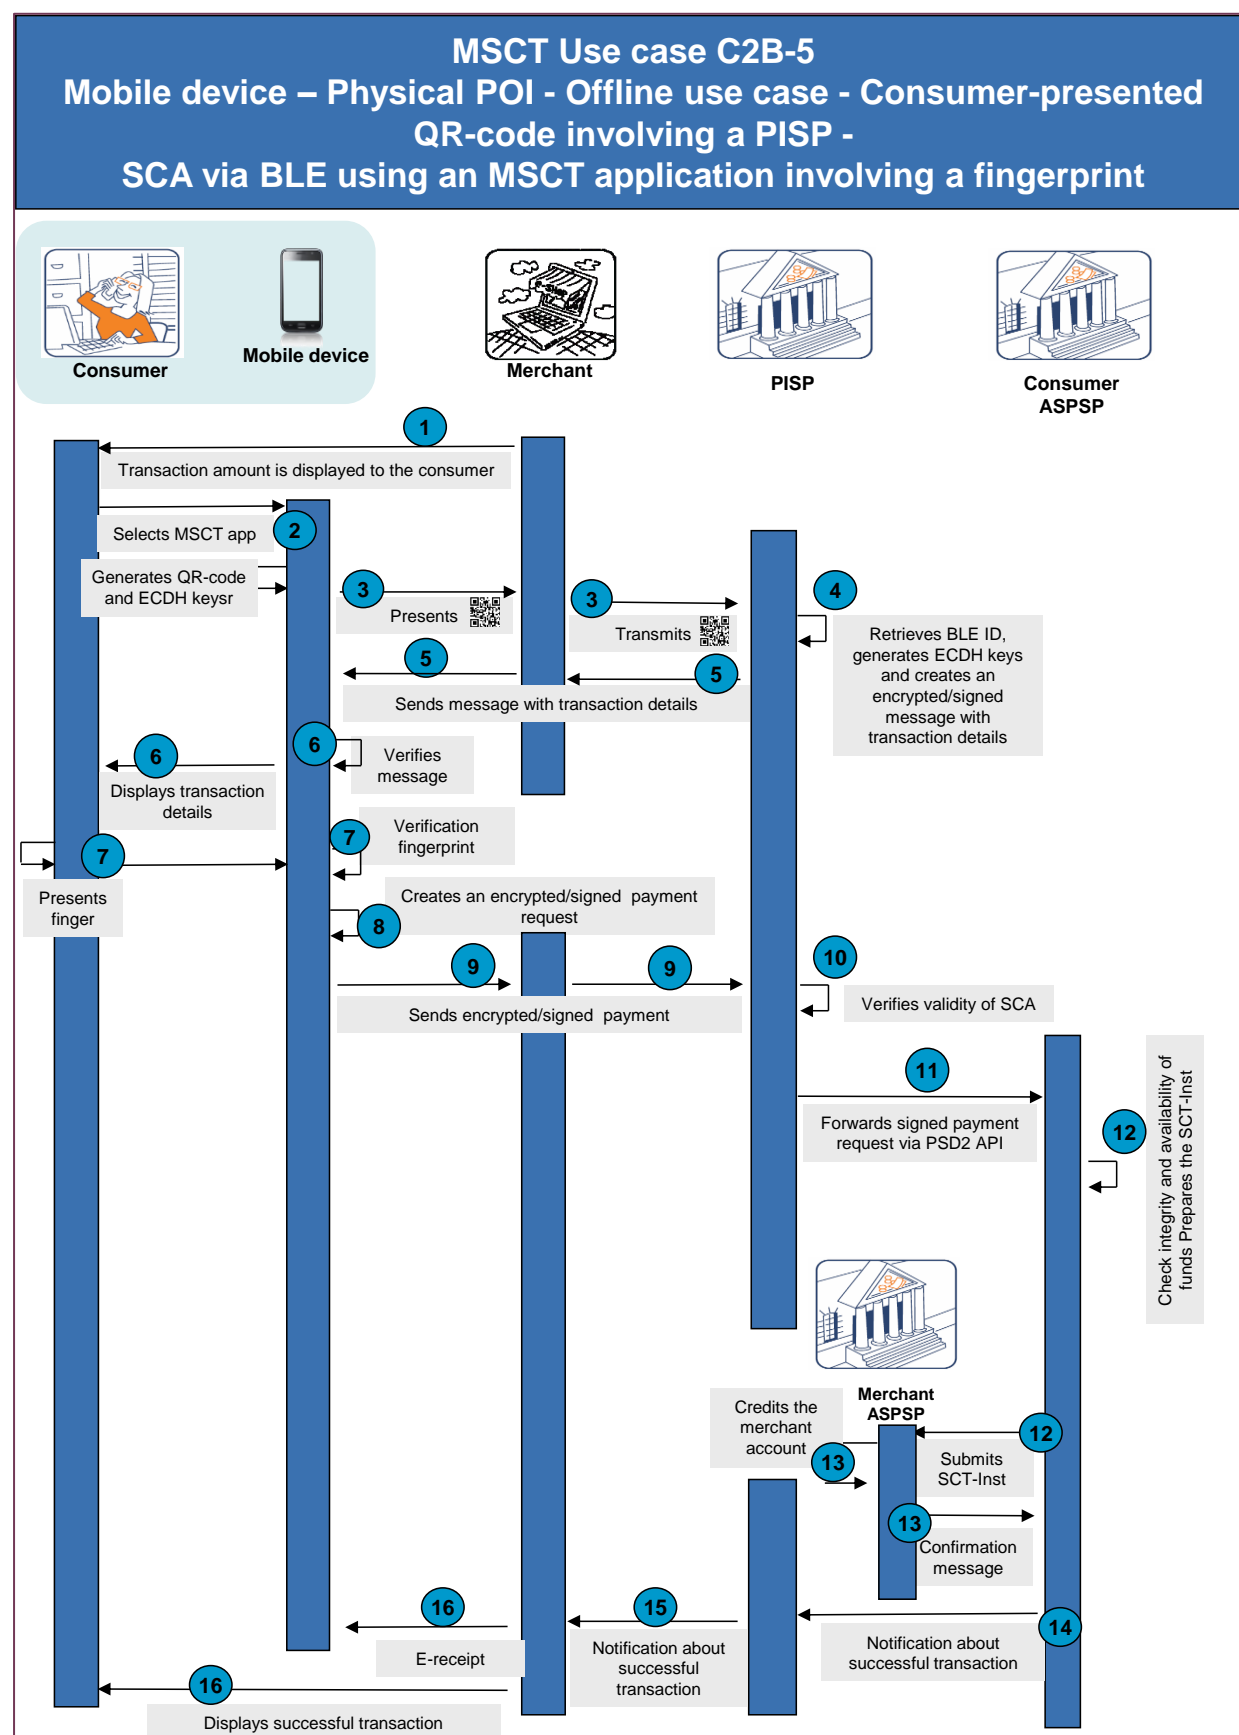 MSCT Use case C2B-5
Mobile device – Physical POI - Offline use case - Consumer-presented
QR-code involving a PISP -
SCA via BLE using an MSCT application involving a fingerprint
Consumer
Mobile device
Merchant
PISP
Consumer
ASPSP
1
Transaction amount is displayed to the consumer
Selects MSCT app
2
Generates QR-code
and ECDH keysr
3
Presents
3
Transmits
4
Retrieves BLE ID,
generates ECDH keys
and creates an
encrypted/signed
message with
transaction details
5
5
Sends message with transaction details
6
Verifies
message
6
Displays transaction
details
7
Verification
fingerprint
7
Presents
finger
Creates an encrypted/signed payment
request
8
9
9
Sends encrypted/signed payment
10
Verifies validity of SCA
11
Forwards signed payment
request via PSD2 API
12
Check integrity and availability of
funds Prepares the SCT-Inst
Merchant
ASPSP
Credits the
merchant
account
13
12
Submits
SCT-Inst
13
Confirmation
message
14
Notification about
successful transaction
15
Notification about
successful
transaction
16
E-receipt
16
Displays successful transaction